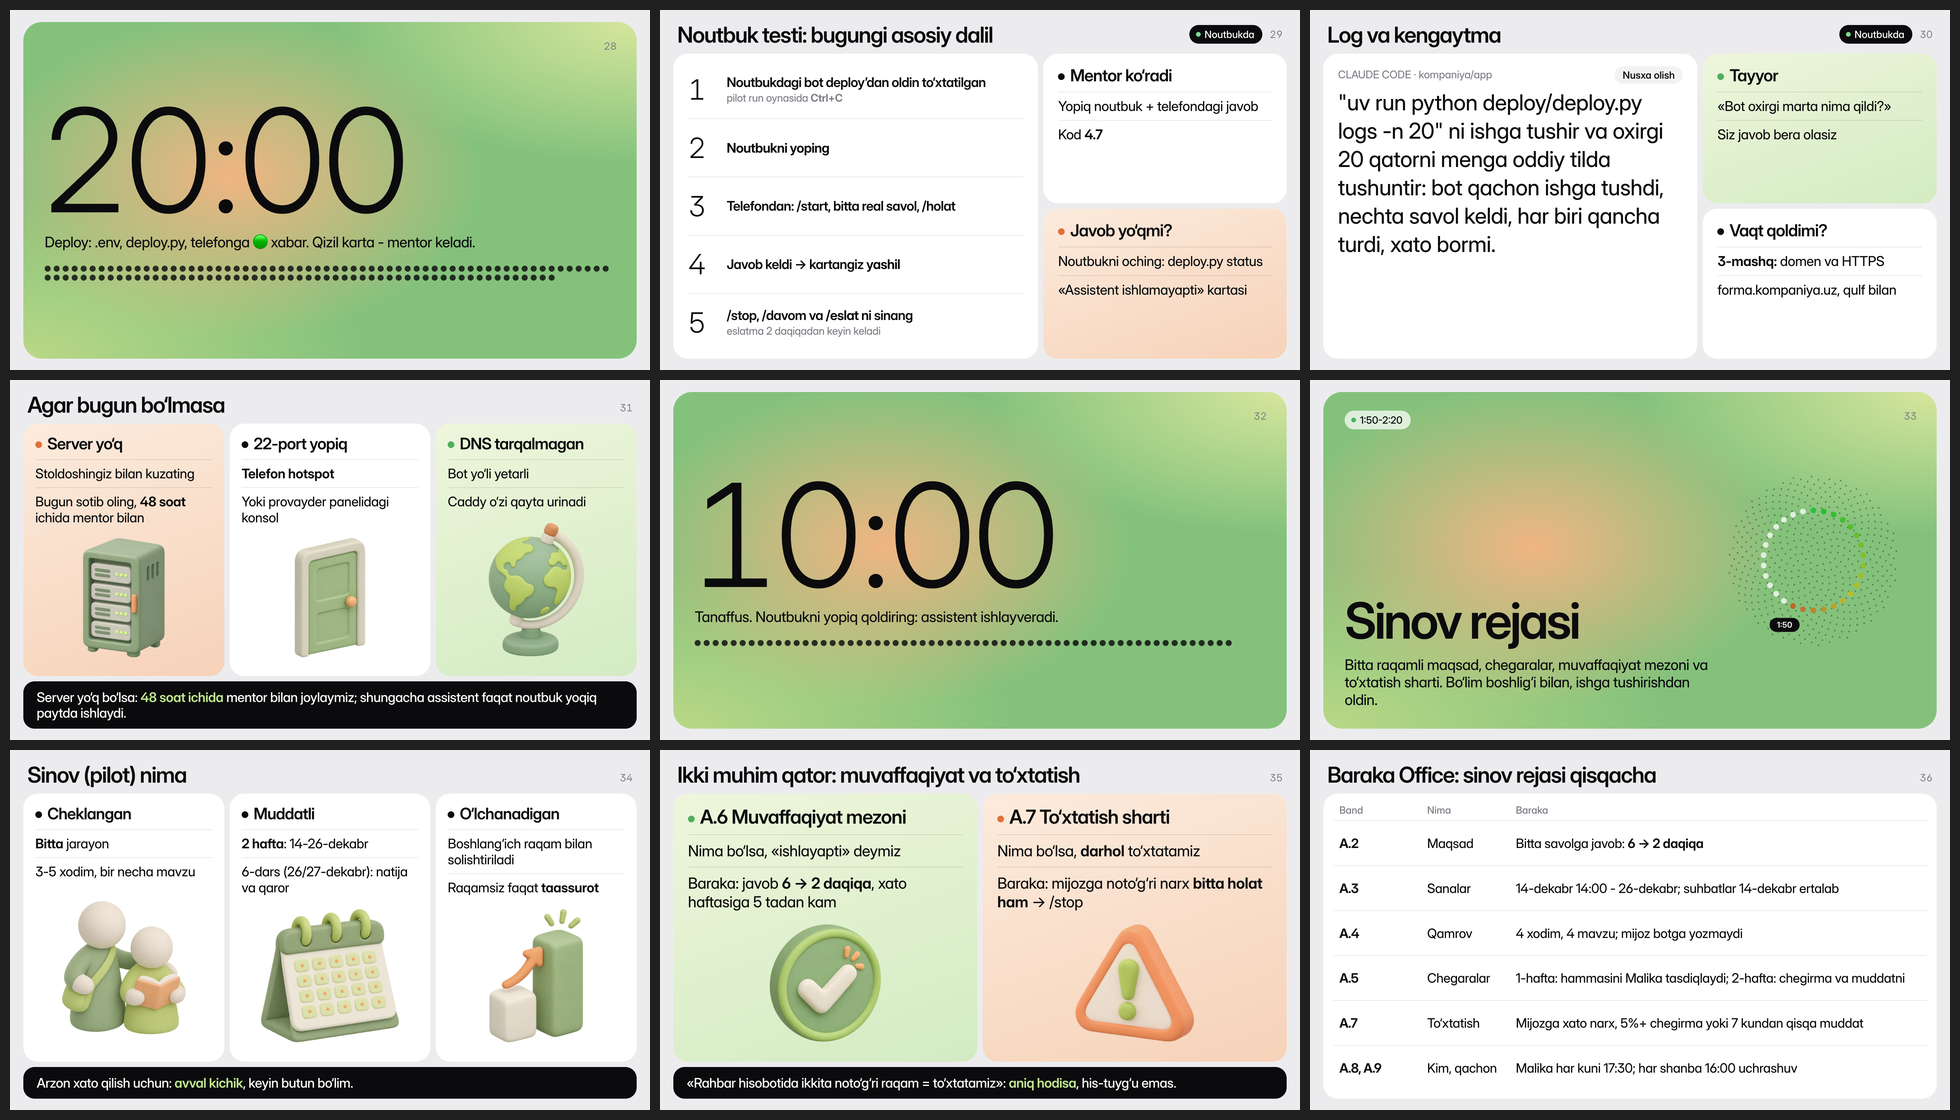 28
20:00
Deploy: .env, deploy.py, telefonga 🟢 xabar. Qizil karta - mentor keladi.
Noutbuk testi: bugungi asosiy dalil
Noutbukda
29
1
Noutbukdagi bot deploy‘dan oldin to‘xtatilgan
pilot run oynasida Ctrl+C
2
Noutbukni yoping
3
Telefondan: /start, bitta real savol, /holat
4
Javob keldi → kartangiz yashil
5
/stop, /davom va /eslat ni sinang
eslatma 2 daqiqadan keyin keladi
Mentor ko‘radi
Yopiq noutbuk + telefondagi javob
Kod 4.7
Javob yo‘qmi?
Noutbukni oching: deploy.py status
«Assistent ishlamayapti» kartasi
Log va kengaytma
Noutbukda
30
CLAUDE CODE · kompaniya/app
Nusxa olish
"uv run python deploy/deploy.py
logs -n 20" ni ishga tushir va oxirgi
20 qatorni menga oddiy tilda
tushuntir: bot qachon ishga tushdi,
nechta savol keldi, har biri qancha
turdi, xato bormi.
Tayyor
«Bot oxirgi marta nima qildi?»
Siz javob bera olasiz
Vaqt qoldimi?
3-mashq: domen va HTTPS
forma.kompaniya.uz, qulf bilan
Agar bugun bo‘lmasa
31
Server yo‘q
Stoldoshingiz bilan kuzating
Bugun sotib oling, 48 soat
ichida mentor bilan
22-port yopiq
Telefon hotspot
Yoki provayder panelidagi
konsol
DNS tarqalmagan
Bot yo‘li yetarli
Caddy o‘zi qayta urinadi
Server yo‘q bo‘lsa: 48 soat ichida mentor bilan joylaymiz; shungacha assistent faqat noutbuk yoqiq
paytda ishlaydi.
32
10:00
Tanaffus. Noutbukni yopiq qoldiring: assistent ishlayveradi.
1:50-2:20
33
1:50
Sinov rejasi
Bitta raqamli maqsad, chegaralar, muvaffaqiyat mezoni va
to‘xtatish sharti. Bo‘lim boshlig‘i bilan, ishga tushirishdan
oldin.
Sinov (pilot) nima
34
Cheklangan
Bitta jarayon
3-5 xodim, bir necha mavzu
Muddatli
2 hafta: 14-26-dekabr
6-dars (26/27-dekabr): natija
va qaror
O‘lchanadigan
Boshlang‘ich raqam bilan
solishtiriladi
Raqamsiz faqat taassurot
Arzon xato qilish uchun: avval kichik, keyin butun bo‘lim.
Ikki muhim qator: muvaffaqiyat va to‘xtatish
35
A.6 Muvaffaqiyat mezoni
Nima bo‘lsa, «ishlayapti» deymiz
Baraka: javob 6 → 2 daqiqa, xato
haftasiga 5 tadan kam
A.7 To‘xtatish sharti
Nima bo‘lsa, darhol to‘xtatamiz
Baraka: mijozga noto‘g‘ri narx bitta holat
ham → /stop
«Rahbar hisobotida ikkita noto‘g‘ri raqam = to‘xtatamiz»: aniq hodisa, his-tuyg‘u emas.
Baraka Office: sinov rejasi qisqacha
36
Band Nima Baraka
A.2 Maqsad Bitta savolga javob: 6 → 2 daqiqa
A.3 Sanalar 14-dekabr 14:00 - 26-dekabr; suhbatlar 14-dekabr ertalab
A.4 Qamrov 4 xodim, 4 mavzu; mijoz botga yozmaydi
A.5 Chegaralar 1-hafta: hammasini Malika tasdiqlaydi; 2-hafta: chegirma va muddatni
A.7 To‘xtatish Mijozga xato narx, 5%+ chegirma yoki 7 kundan qisqa muddat
A.8, A.9 Kim, qachon Malika har kuni 17:30; har shanba 16:00 uchrashuv